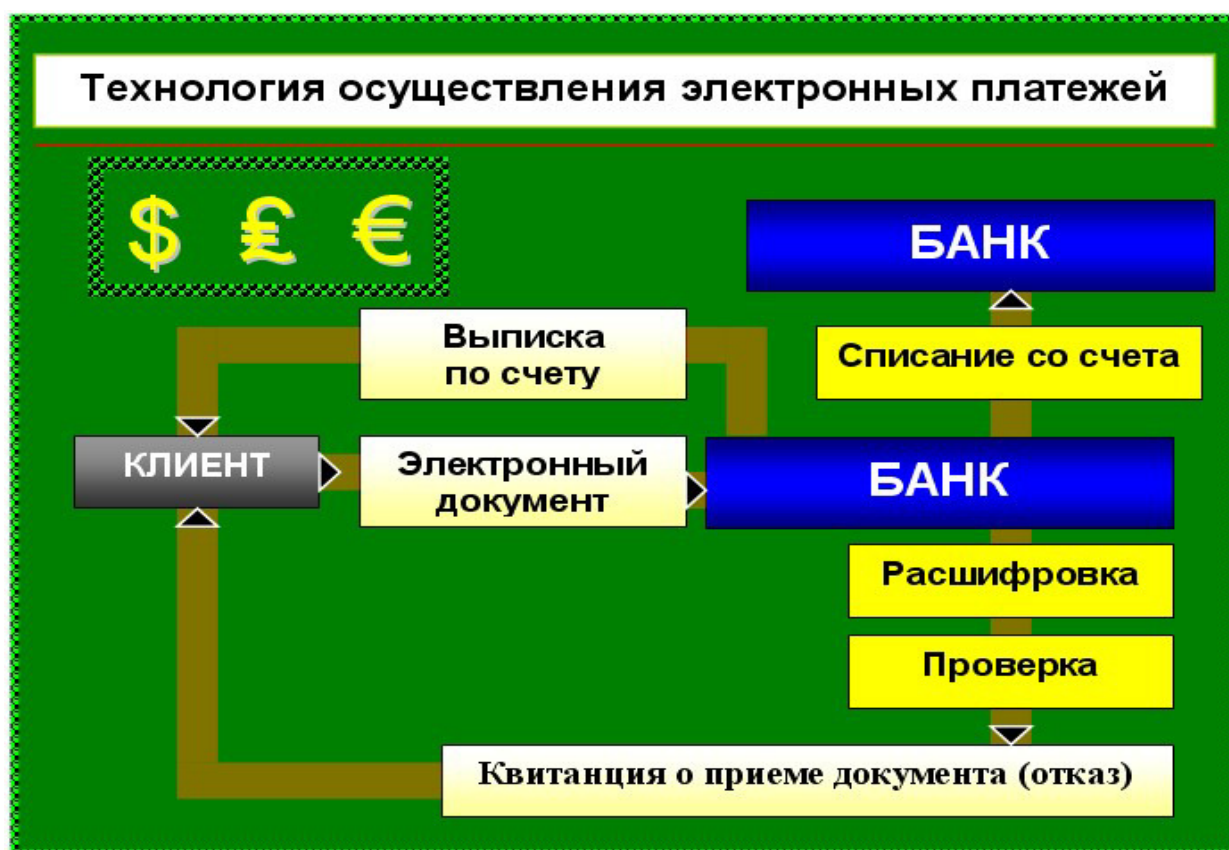 Технология осуществления электронных платежей
$ £ €
БАНК
Выписка
по счету
Списание со счета
КЛИЕНТ
Электронный
документ
БАНК
Расшифровка
Проверка
Квитанция о приеме документа (отказ)